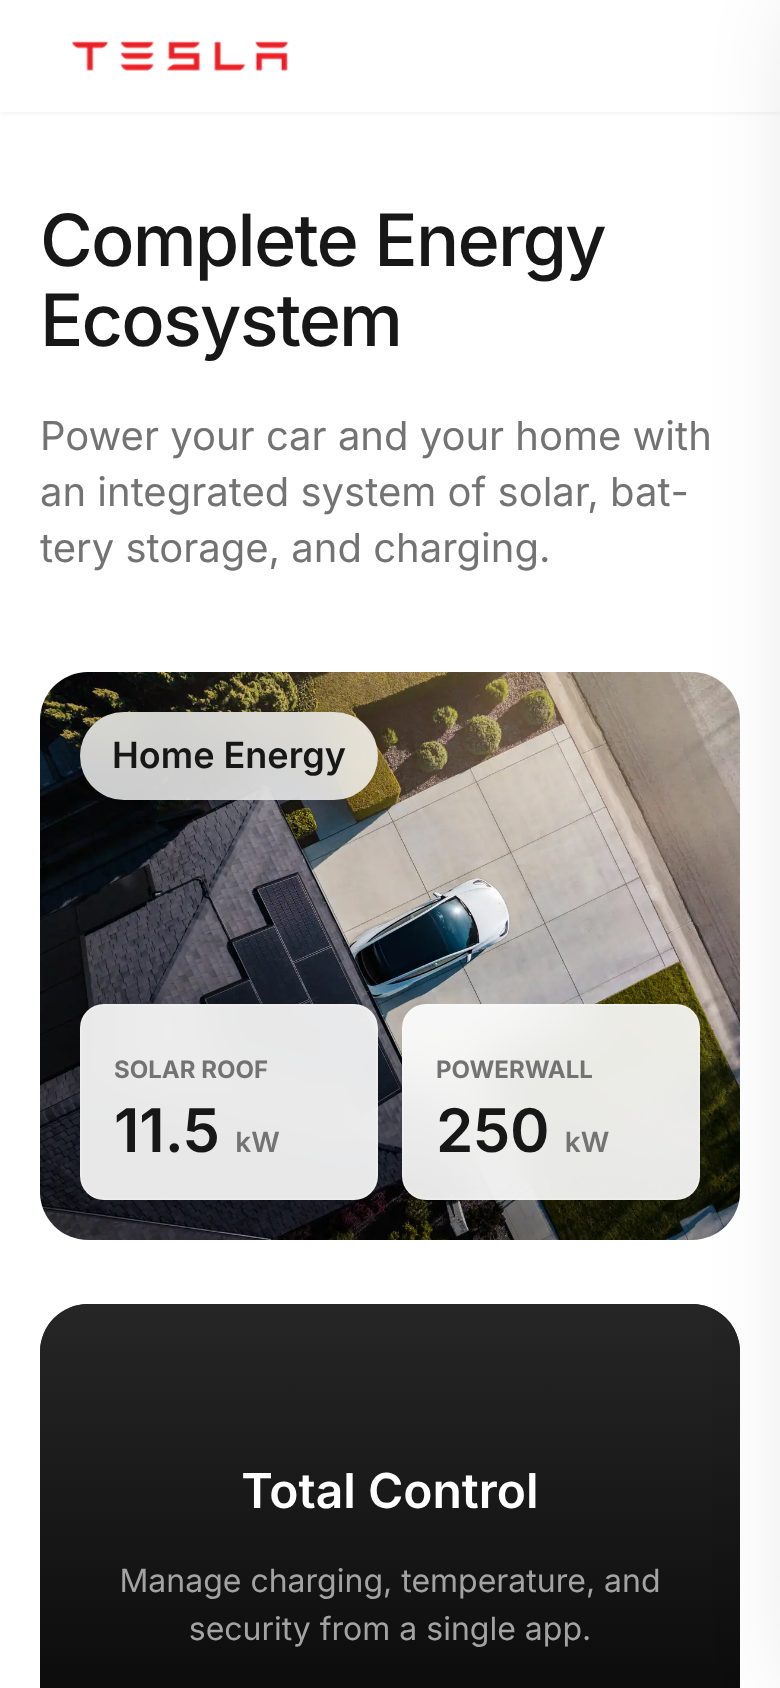 TESLA
Complete Energy
Ecosystem
Power your car and your home with
an integrated system of solar, bat-
tery storage, and charging.
Home Energy
SOLAR ROOF
11.5 kW
POWERWALL
250 kW
Total Control
Manage charging, temperature, and
security from a single app.